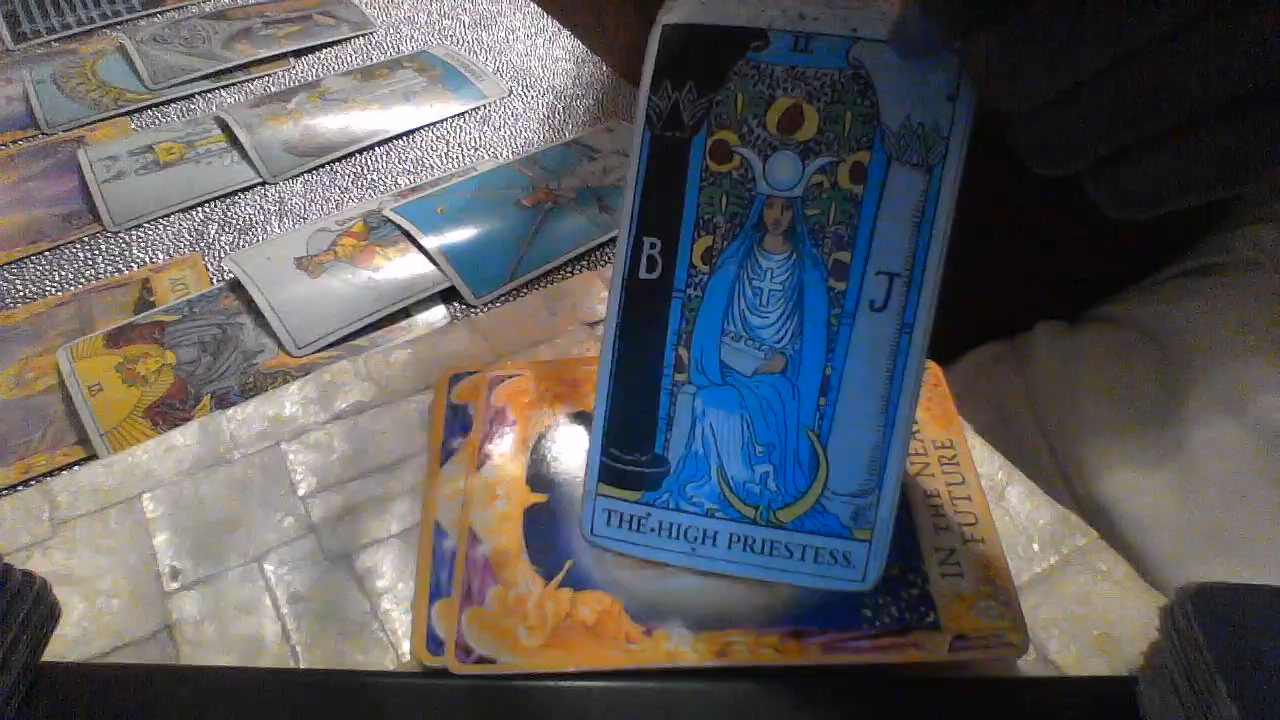 II
B
J
THE HIGH PRIESTESS.
IN THE NEAR
FUTURE